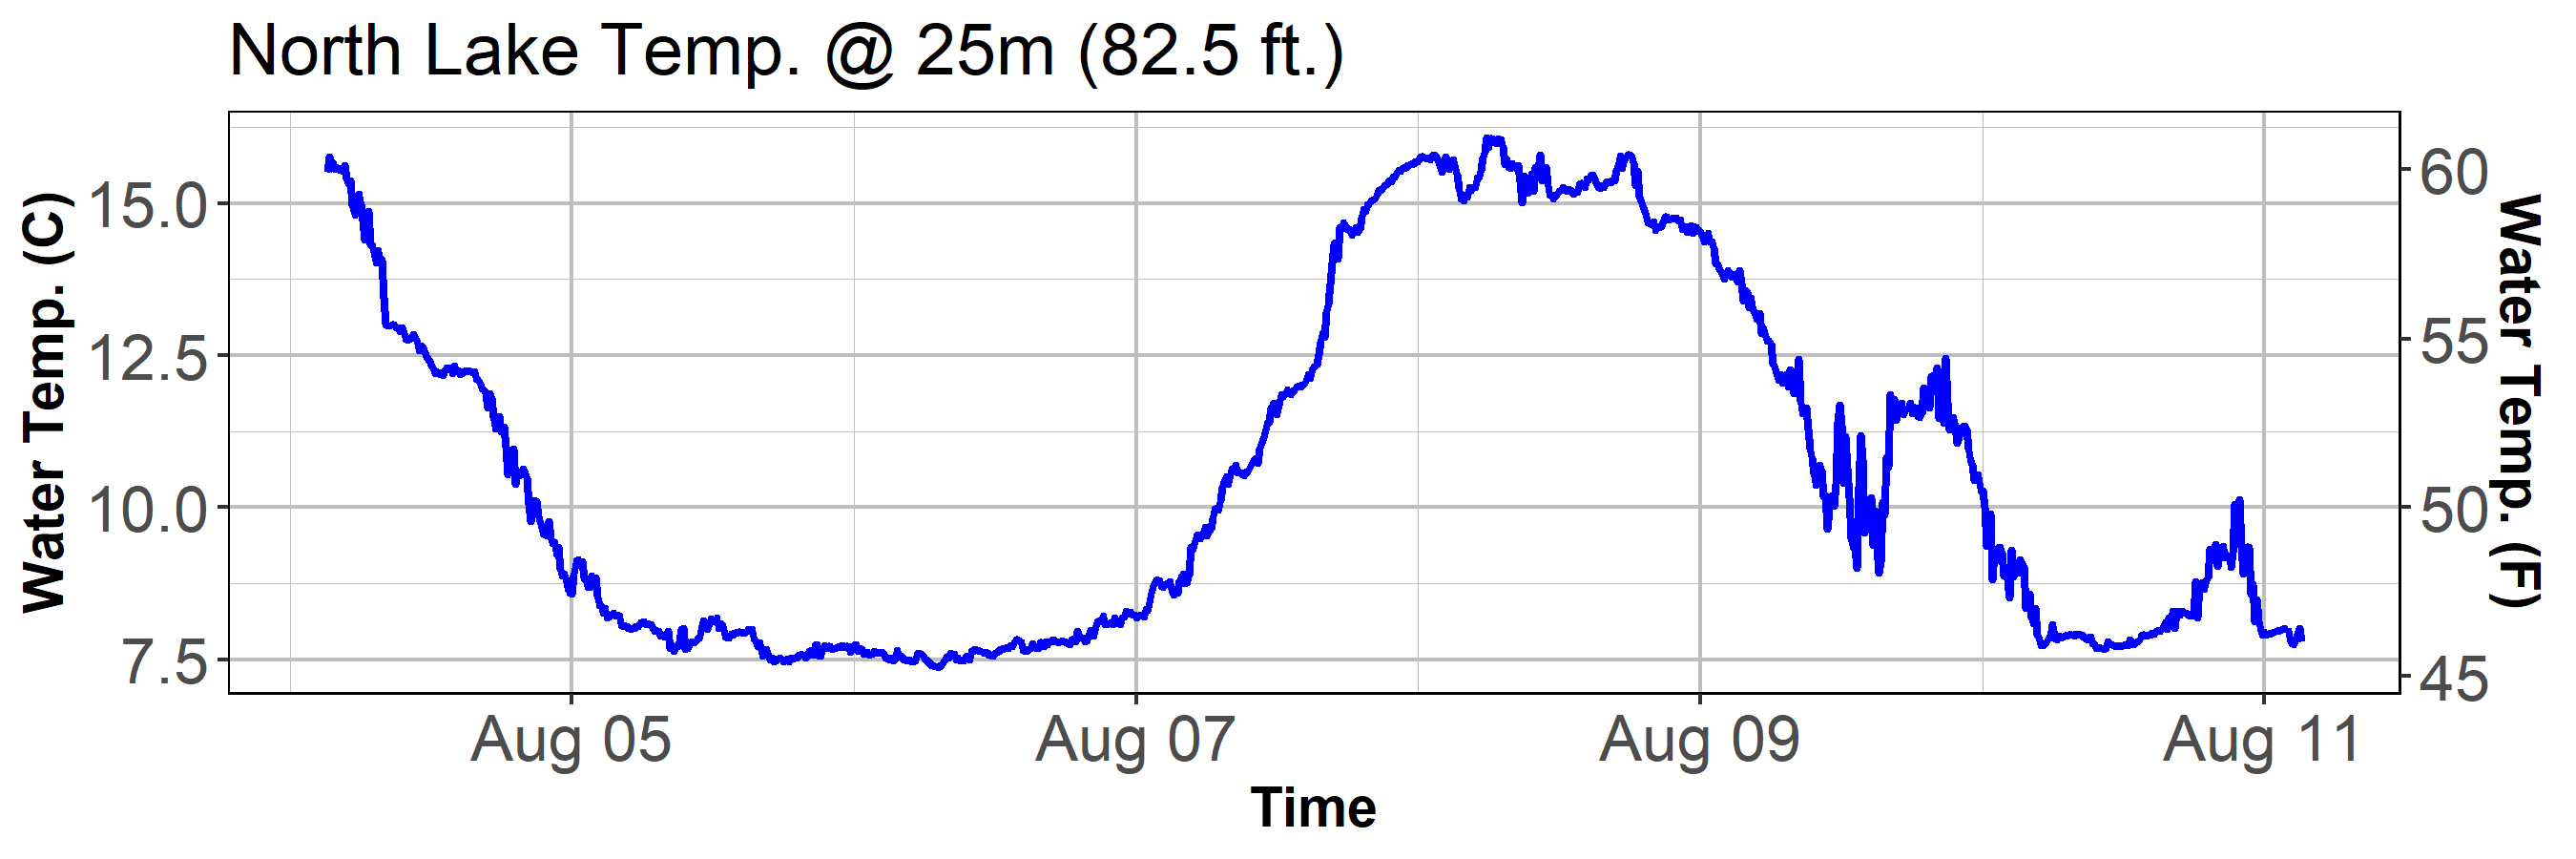 North Lake Temp. @ 25m (82.5 ft.)
Water Temp. (C)
15.0
12.5
10.0
7.5
60
55
50
45
Water Temp. (F)
Aug 05
Aug 07
Aug 09
Aug 11
Time